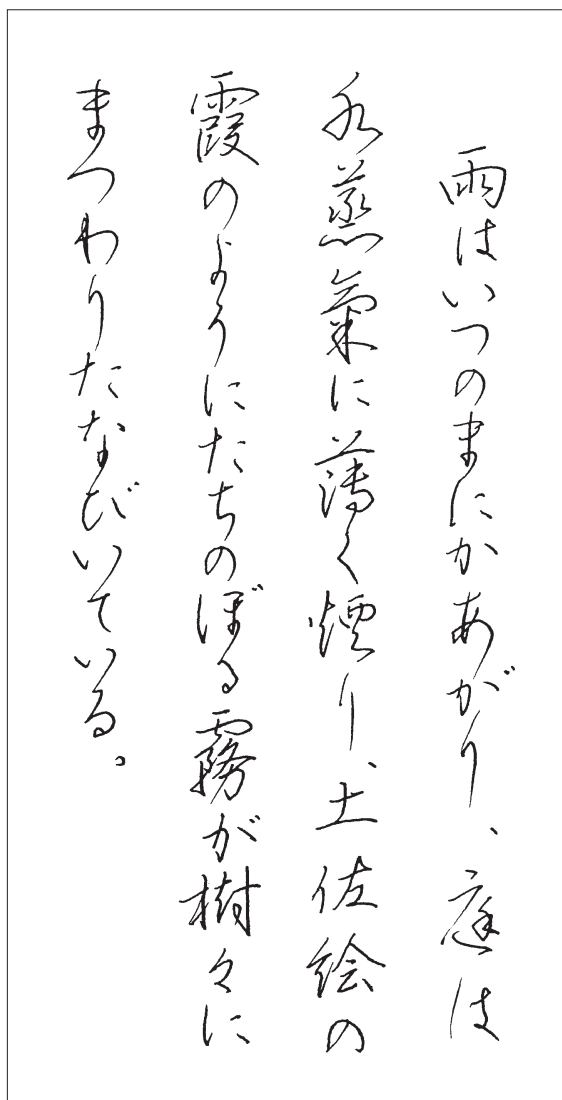 雨はいつのまにかあがり、庭は
水蒸氣に薄く煙り、土佐絵の
霞のようにたちのぼる霧が樹々に
まつわりたなびいている。